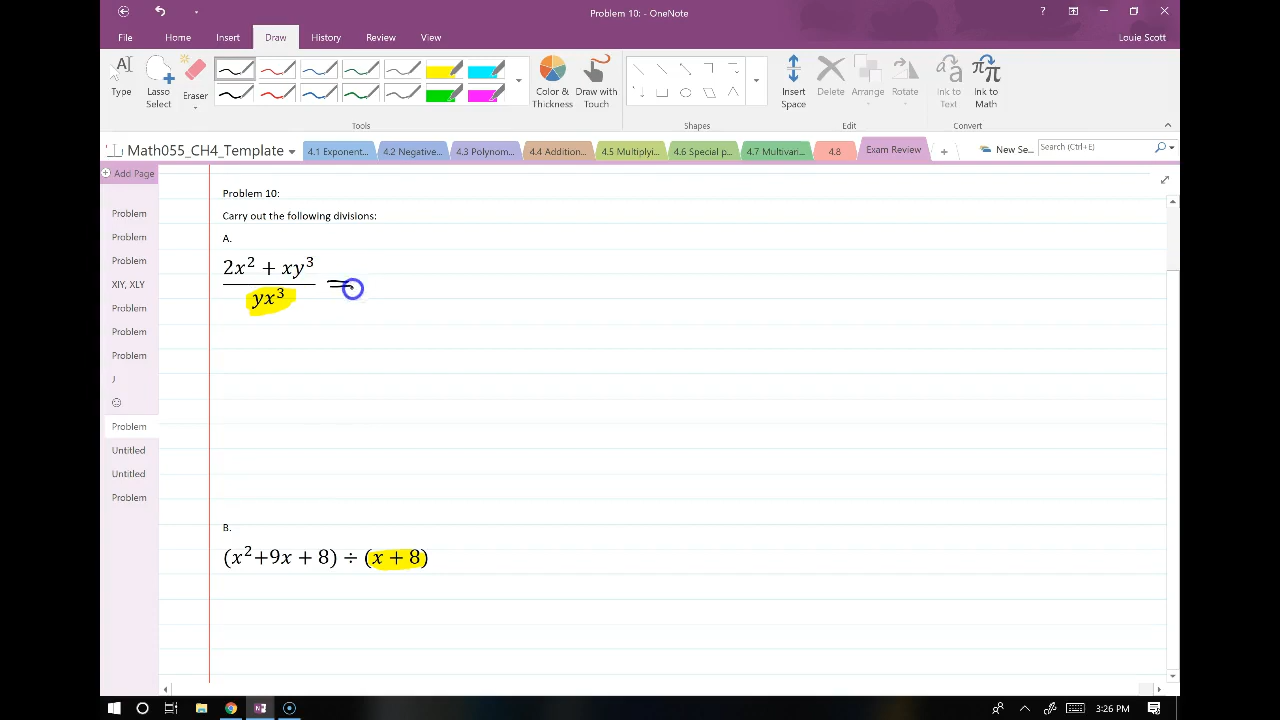 Problem 10: - OneNote
?
File Home Insert Draw History Review View Louie Scott
Type Lasso Select Eraser Color & Thickness Draw with Touch Insert Space Delete Arrange Rotate Ink to Text Ink to Math
Tools Shapes Edit Convert
Math055_CH4_Template 4.1 Exponent... 4.2 Negative... 4.3 Polynom... 4.4 Addition... 4.5 Multiplyi... 4.6 Special p... 4.7 Multivari... 4.8 Exam Review + New Se... Search (Ctrl+E)
Add Page
Problem
Problem
Problem
XIY, XLY
Problem
Problem
Problem
J
☺
Problem
Untitled
Untitled
Problem
Problem 10:
Carry out the following divisions:
A.
2x² + xy³
yx³
=
B.
(x²+9x + 8) ÷ (x + 8)
3:26 PM